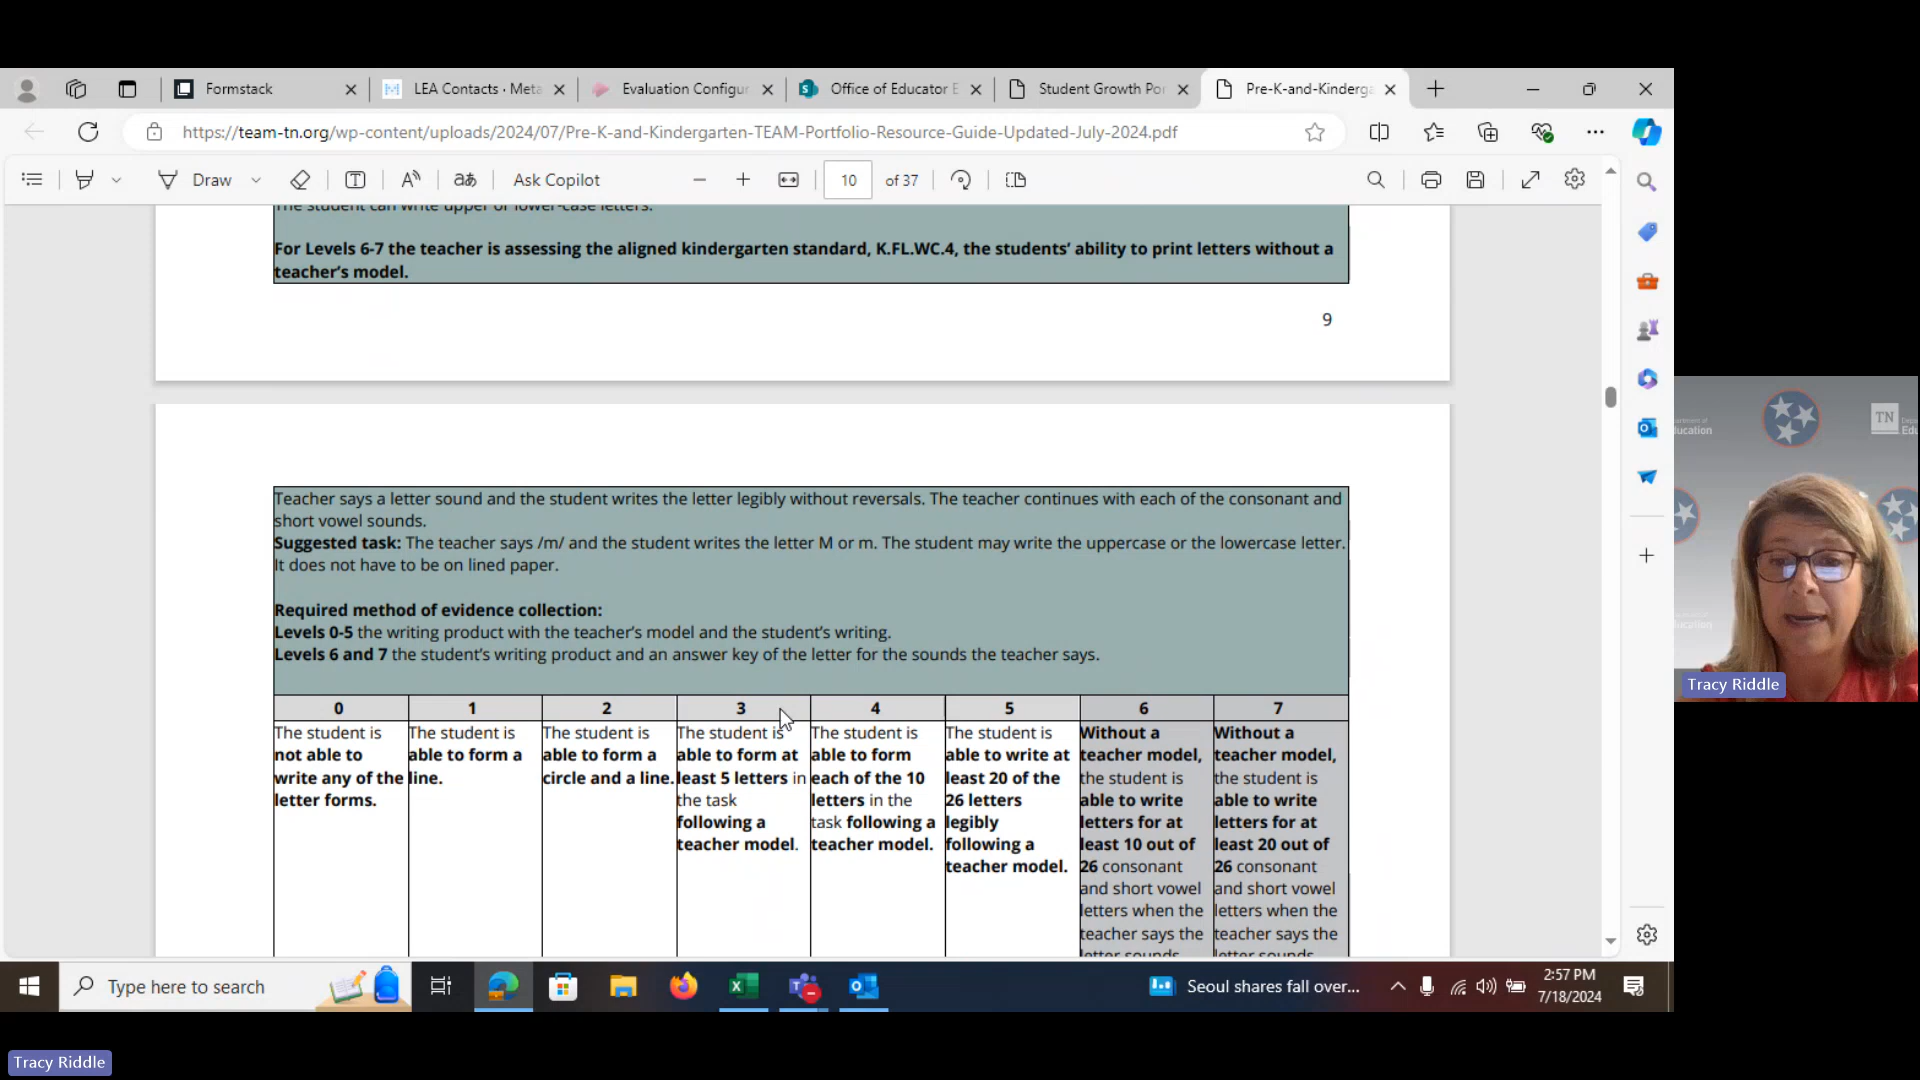 Formstack
LEA Contacts · Meta
Evaluation Configur
Office of Educator E
Student Growth Por
Pre-K-and-Kinderga
https://team-tn.org/wp-content/uploads/2024/07/Pre-K-and-Kindergarten-TEAM-Portfolio-Resource-Guide-Updated-July-2024.pdf
Draw
Ask Copilot
10 of 37
The student can write upper or lower-case letters.
For Levels 6-7 the teacher is assessing the aligned kindergarten standard, K.FL.WC.4, the students' ability to print letters without a
teacher's model.
9
Teacher says a letter sound and the student writes the letter legibly without reversals. The teacher continues with each of the consonant and
short vowel sounds.
Suggested task: The teacher says /m/ and the student writes the letter M or m. The student may write the uppercase or the lowercase letter.
It does not have to be on lined paper.
Required method of evidence collection:
Levels 0-5 the writing product with the teacher's model and the student's writing.
Levels 6 and 7 the student's writing product and an answer key of the letter for the sounds the teacher says.
0
The student is
not able to
write any of the
letter forms.
1
The student is
able to form a
line.
2
The student is
able to form a
circle and a line.
3
The student is
able to form at
least 5 letters in
the task
following a
teacher model.
4
The student is
able to form
each of the 10
letters in the
task following a
teacher model.
5
The student is
able to write at
least 20 of the
26 letters
legibly
following a
teacher model.
6
Without a
teacher model,
the student is
able to write
letters for at
least 10 out of
26 consonant
and short vowel
letters when the
teacher says the
letter sounds
7
Without a
teacher model,
the student is
able to write
letters for at
least 20 out of
26 consonant
and short vowel
letters when the
teacher says the
letter sounds
Type here to search
Seoul shares fall over...
2:57 PM
7/18/2024
TN
ucation
Tracy Riddle
Tracy Riddle